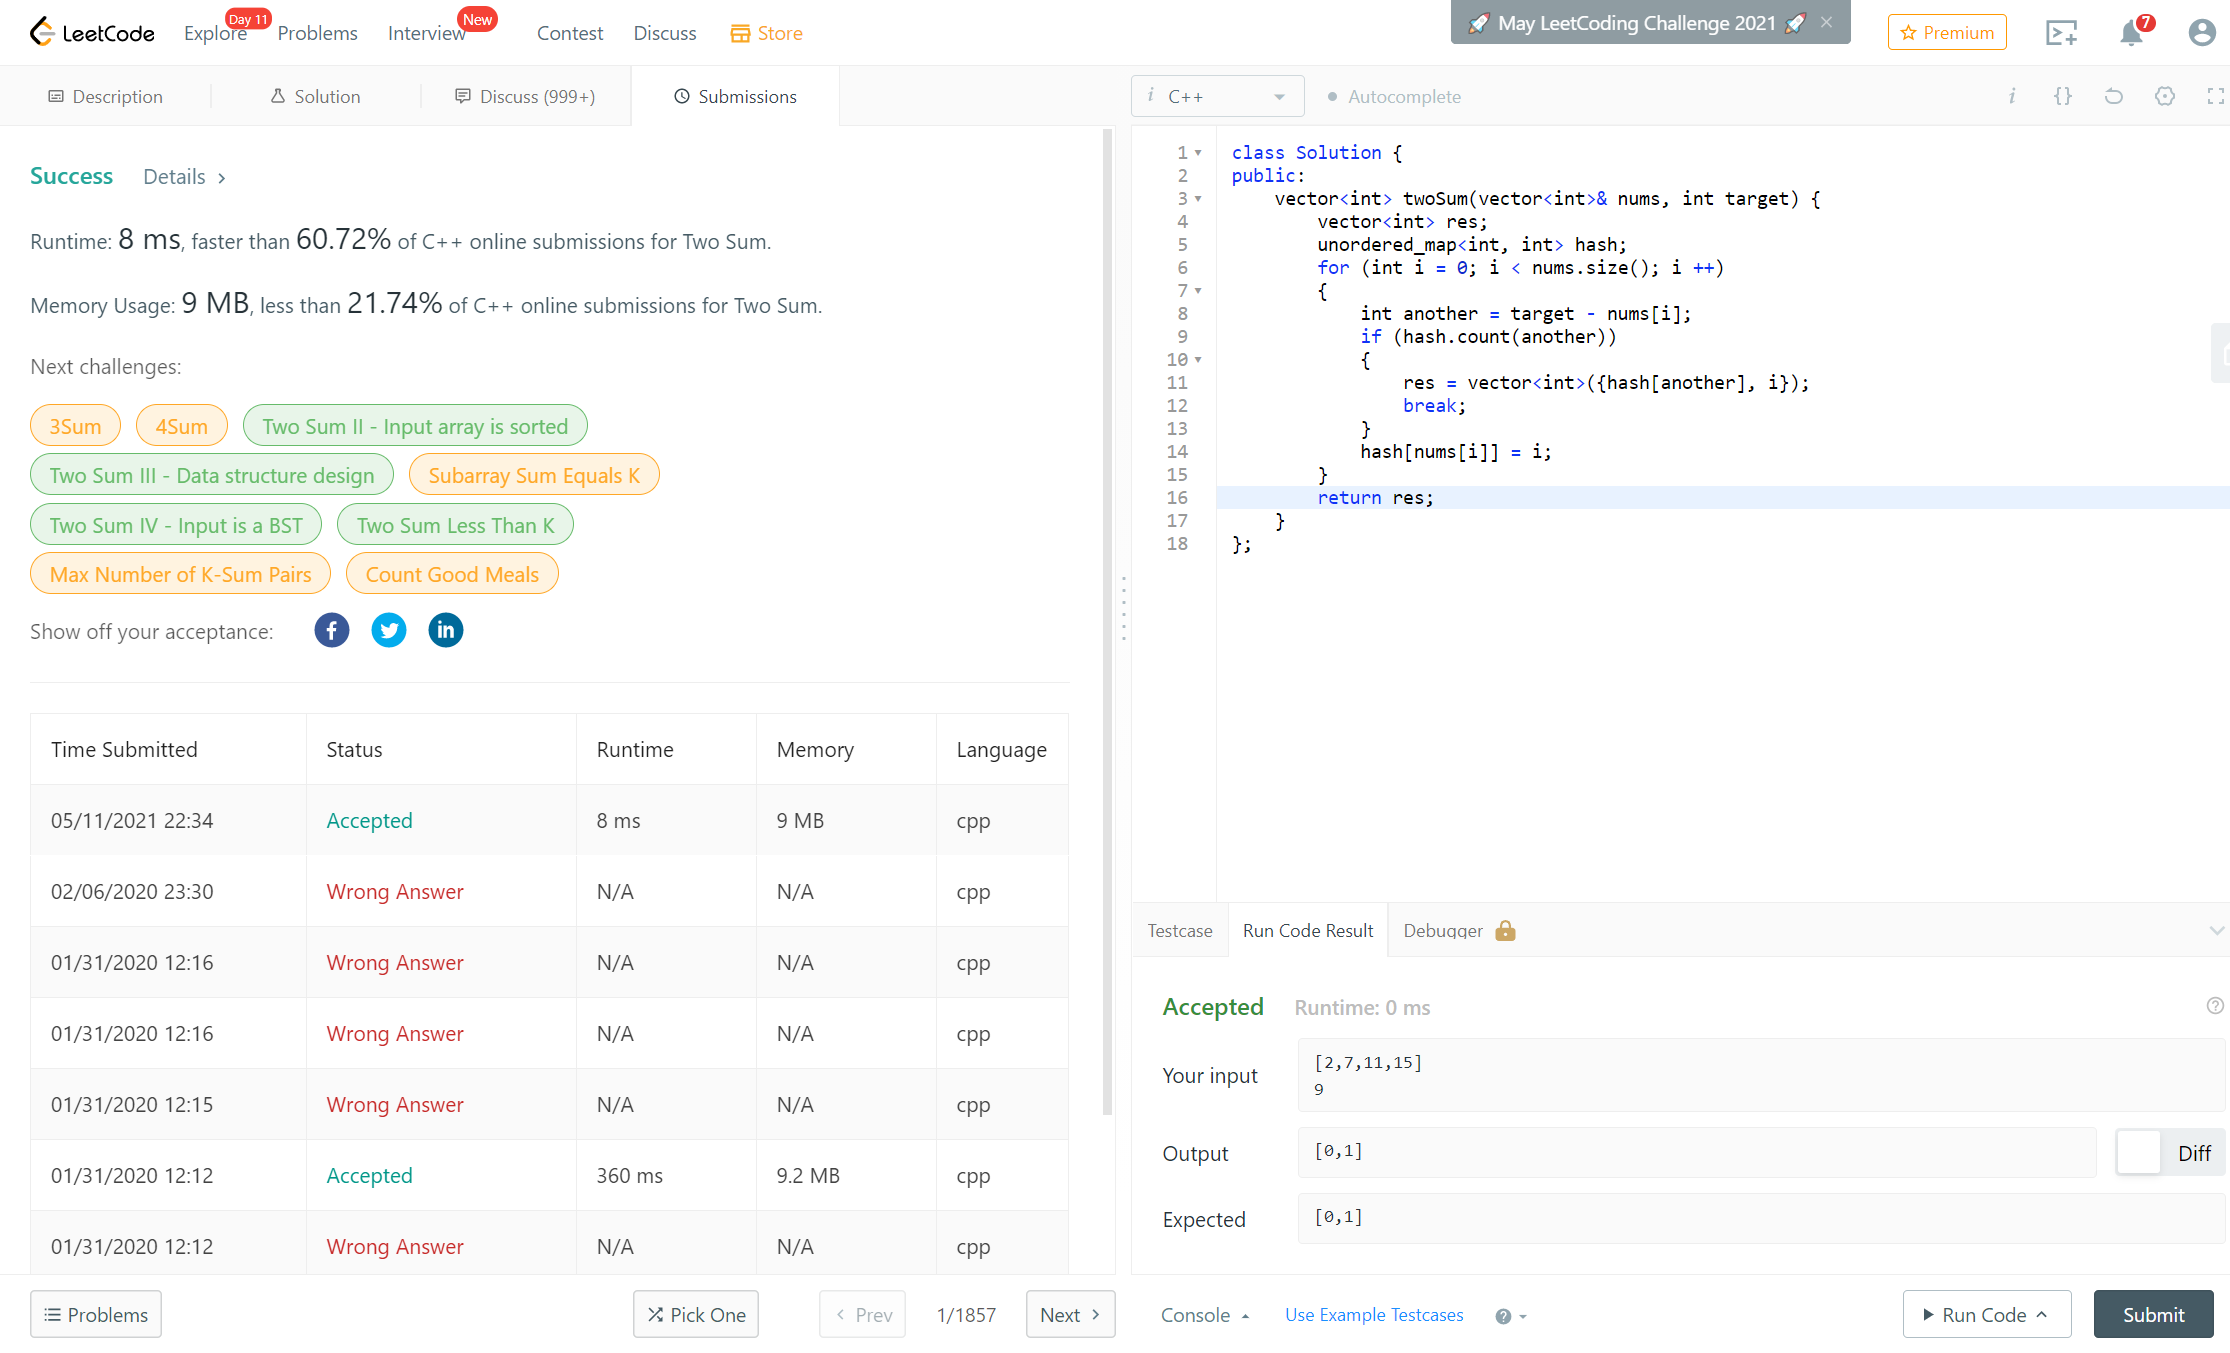 LeetCode
Explore
Day 11
Problems
Interview
New
Contest
Discuss
Store
🚀 May LeetCoding Challenge 2021 🚀 ×
Premium
7
Description
Solution
Discuss (999+)
Submissions
Success
Details >
Runtime: 8 ms, faster than 60.72% of C++ online submissions for Two Sum.
Memory Usage: 9 MB, less than 21.74% of C++ online submissions for Two Sum.
Next challenges:
3Sum
4Sum
Two Sum II - Input array is sorted
Two Sum III - Data structure design
Subarray Sum Equals K
Two Sum IV - Input is a BST
Two Sum Less Than K
Max Number of K-Sum Pairs
Count Good Meals
Show off your acceptance:
Time Submitted Status Runtime Memory Language
05/11/2021 22:34 Accepted 8 ms 9 MB cpp
02/06/2020 23:30 Wrong Answer N/A N/A cpp
01/31/2020 12:16 Wrong Answer N/A N/A cpp
01/31/2020 12:16 Wrong Answer N/A N/A cpp
01/31/2020 12:15 Wrong Answer N/A N/A cpp
01/31/2020 12:12 Accepted 360 ms 9.2 MB cpp
01/31/2020 12:12 Wrong Answer N/A N/A cpp
Problems
Pick One
< Prev
1/1857
Next >
i C++
Autocomplete
i {}
1 class Solution {
2 public:
3     vector<int> twoSum(vector<int>& nums, int target) {
4         vector<int> res;
5         unordered_map<int, int> hash;
6         for (int i = 0; i < nums.size(); i ++)
7         {
8             int another = target - nums[i];
9             if (hash.count(another))
10             {
11                 res = vector<int>({hash[another], i});
12                 break;
13             }
14             hash[nums[i]] = i;
15         }
16         return res;
17     }
18 };
Testcase
Run Code Result
Debugger
Accepted
Runtime: 0 ms
Your input
[2,7,11,15]
9
Output
[0,1]
Diff
Expected
[0,1]
Console
Use Example Testcases
Run Code
Submit